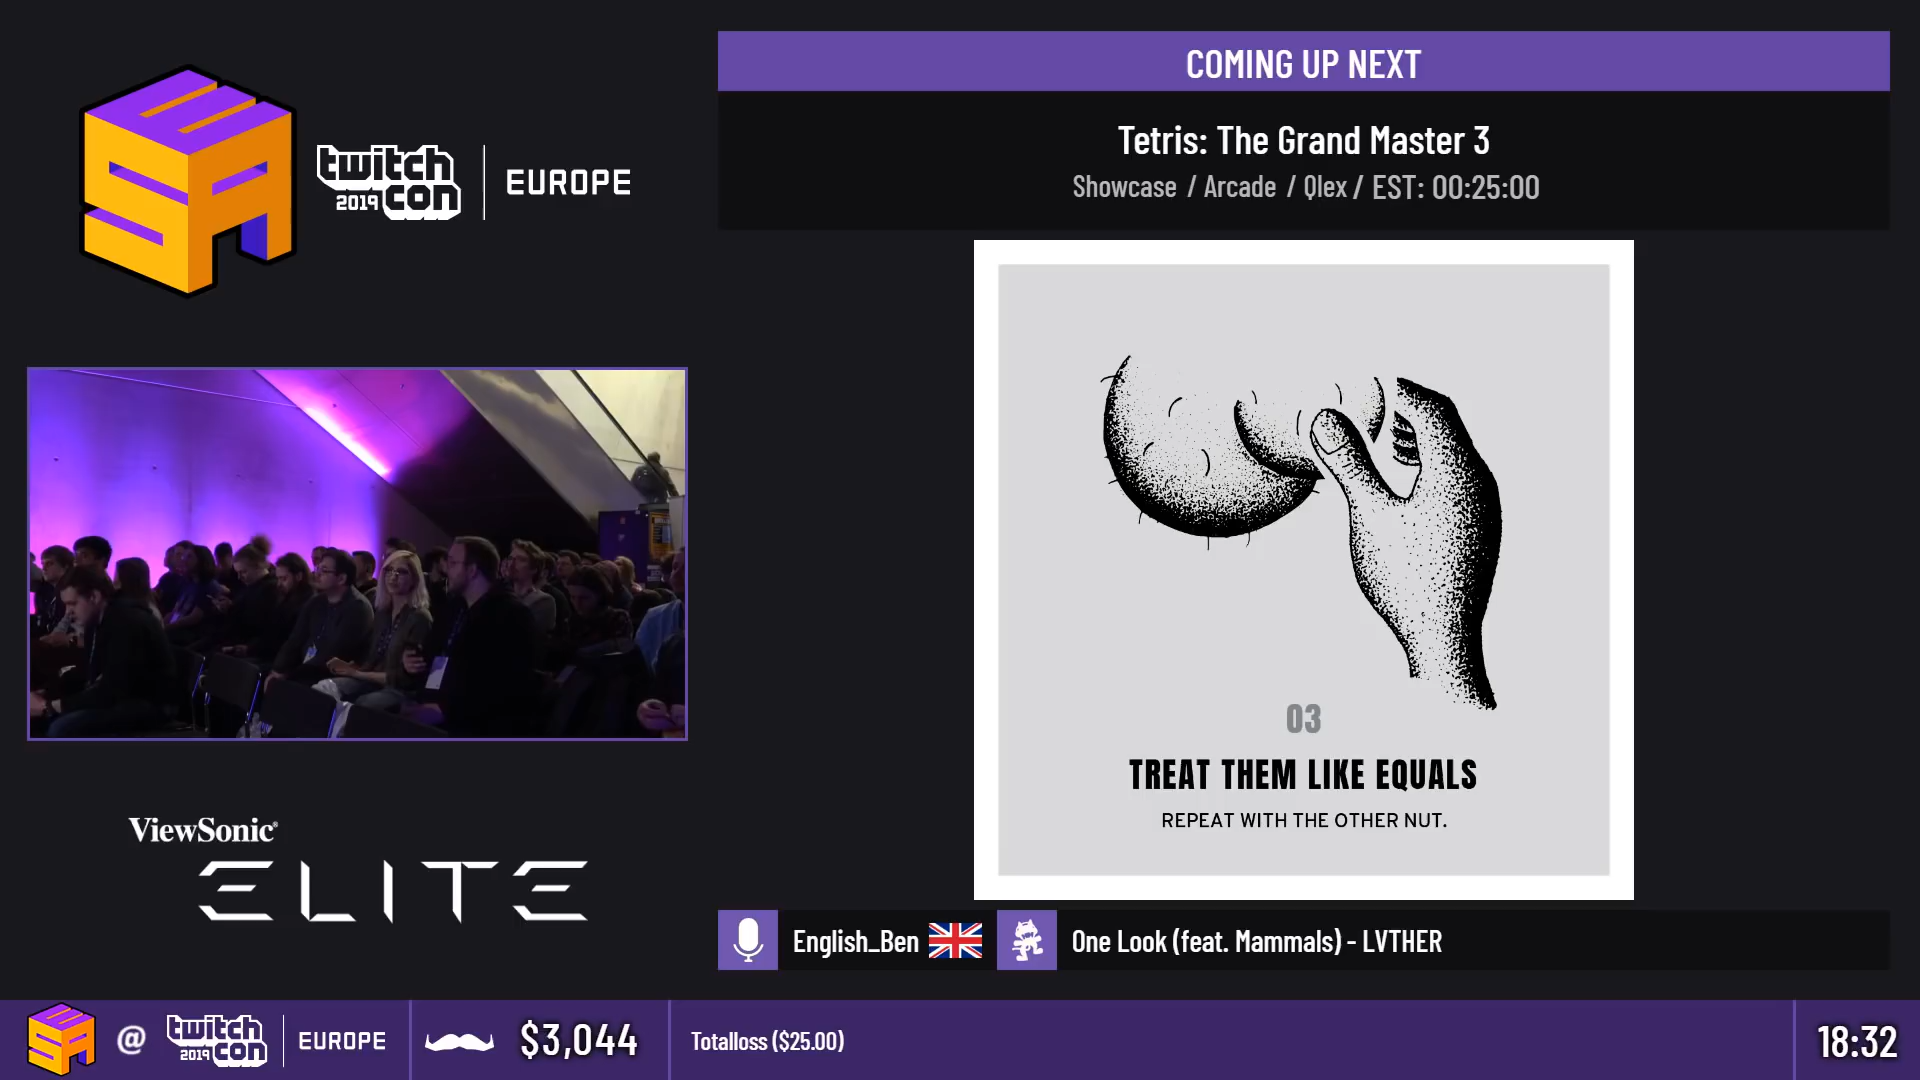 twitch
2019 con
EUROPE
COMING UP NEXT
Tetris: The Grand Master 3
Showcase / Arcade / Qlex / EST: 00:25:00
03
TREAT THEM LIKE EQUALS
REPEAT WITH THE OTHER NUT.
ViewSonic®
ELITE
English_Ben
One Look (feat. Mammals) - LVTHER
ESA
@
twitch
2019 con
EUROPE
$3,044
Totalloss ($25.00)
18:32